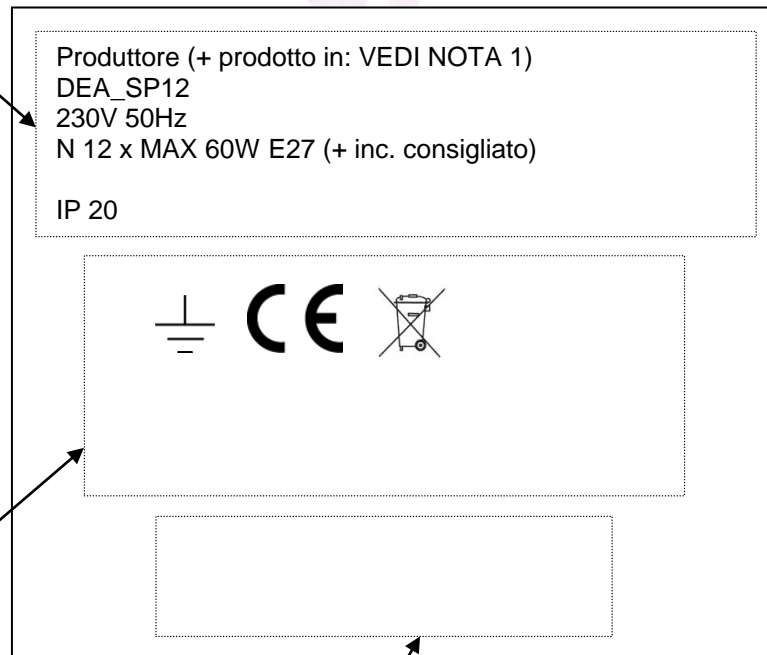 Produttore (+ prodotto in: VEDI NOTA 1)
DEA_SP12
230V 50Hz
N 12 x MAX 60W E27 (+ inc. consigliato)
IP 20
CE